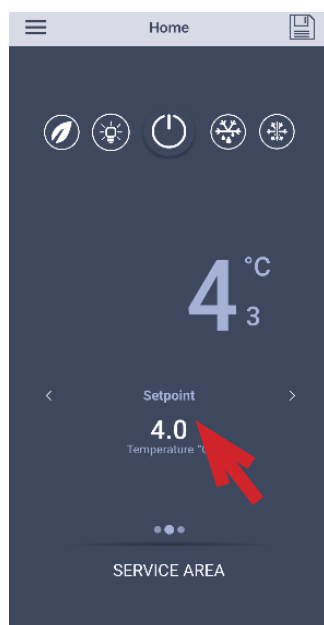 Home
4 °C
3
Setpoint
4.0
Temperature °C
SERVICE AREA